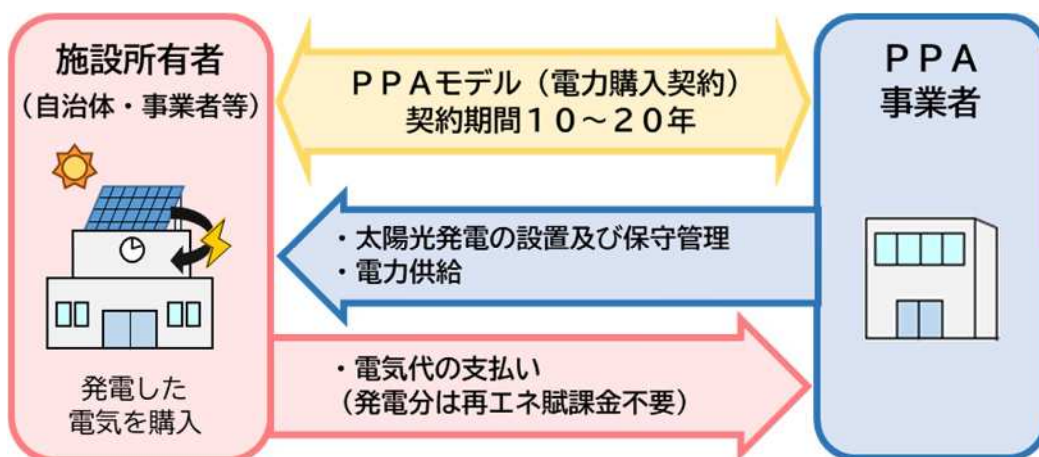 施設所有者
（自治体・事業者等）
発電した
電気を購入
ＰＰＡモデル（電力購入契約）
契約期間１０～２０年
・太陽光発電の設置及び保守管理
・電力供給
・電気代の支払い
（発電分は再エネ賦課金不要）
ＰＰＡ
事業者